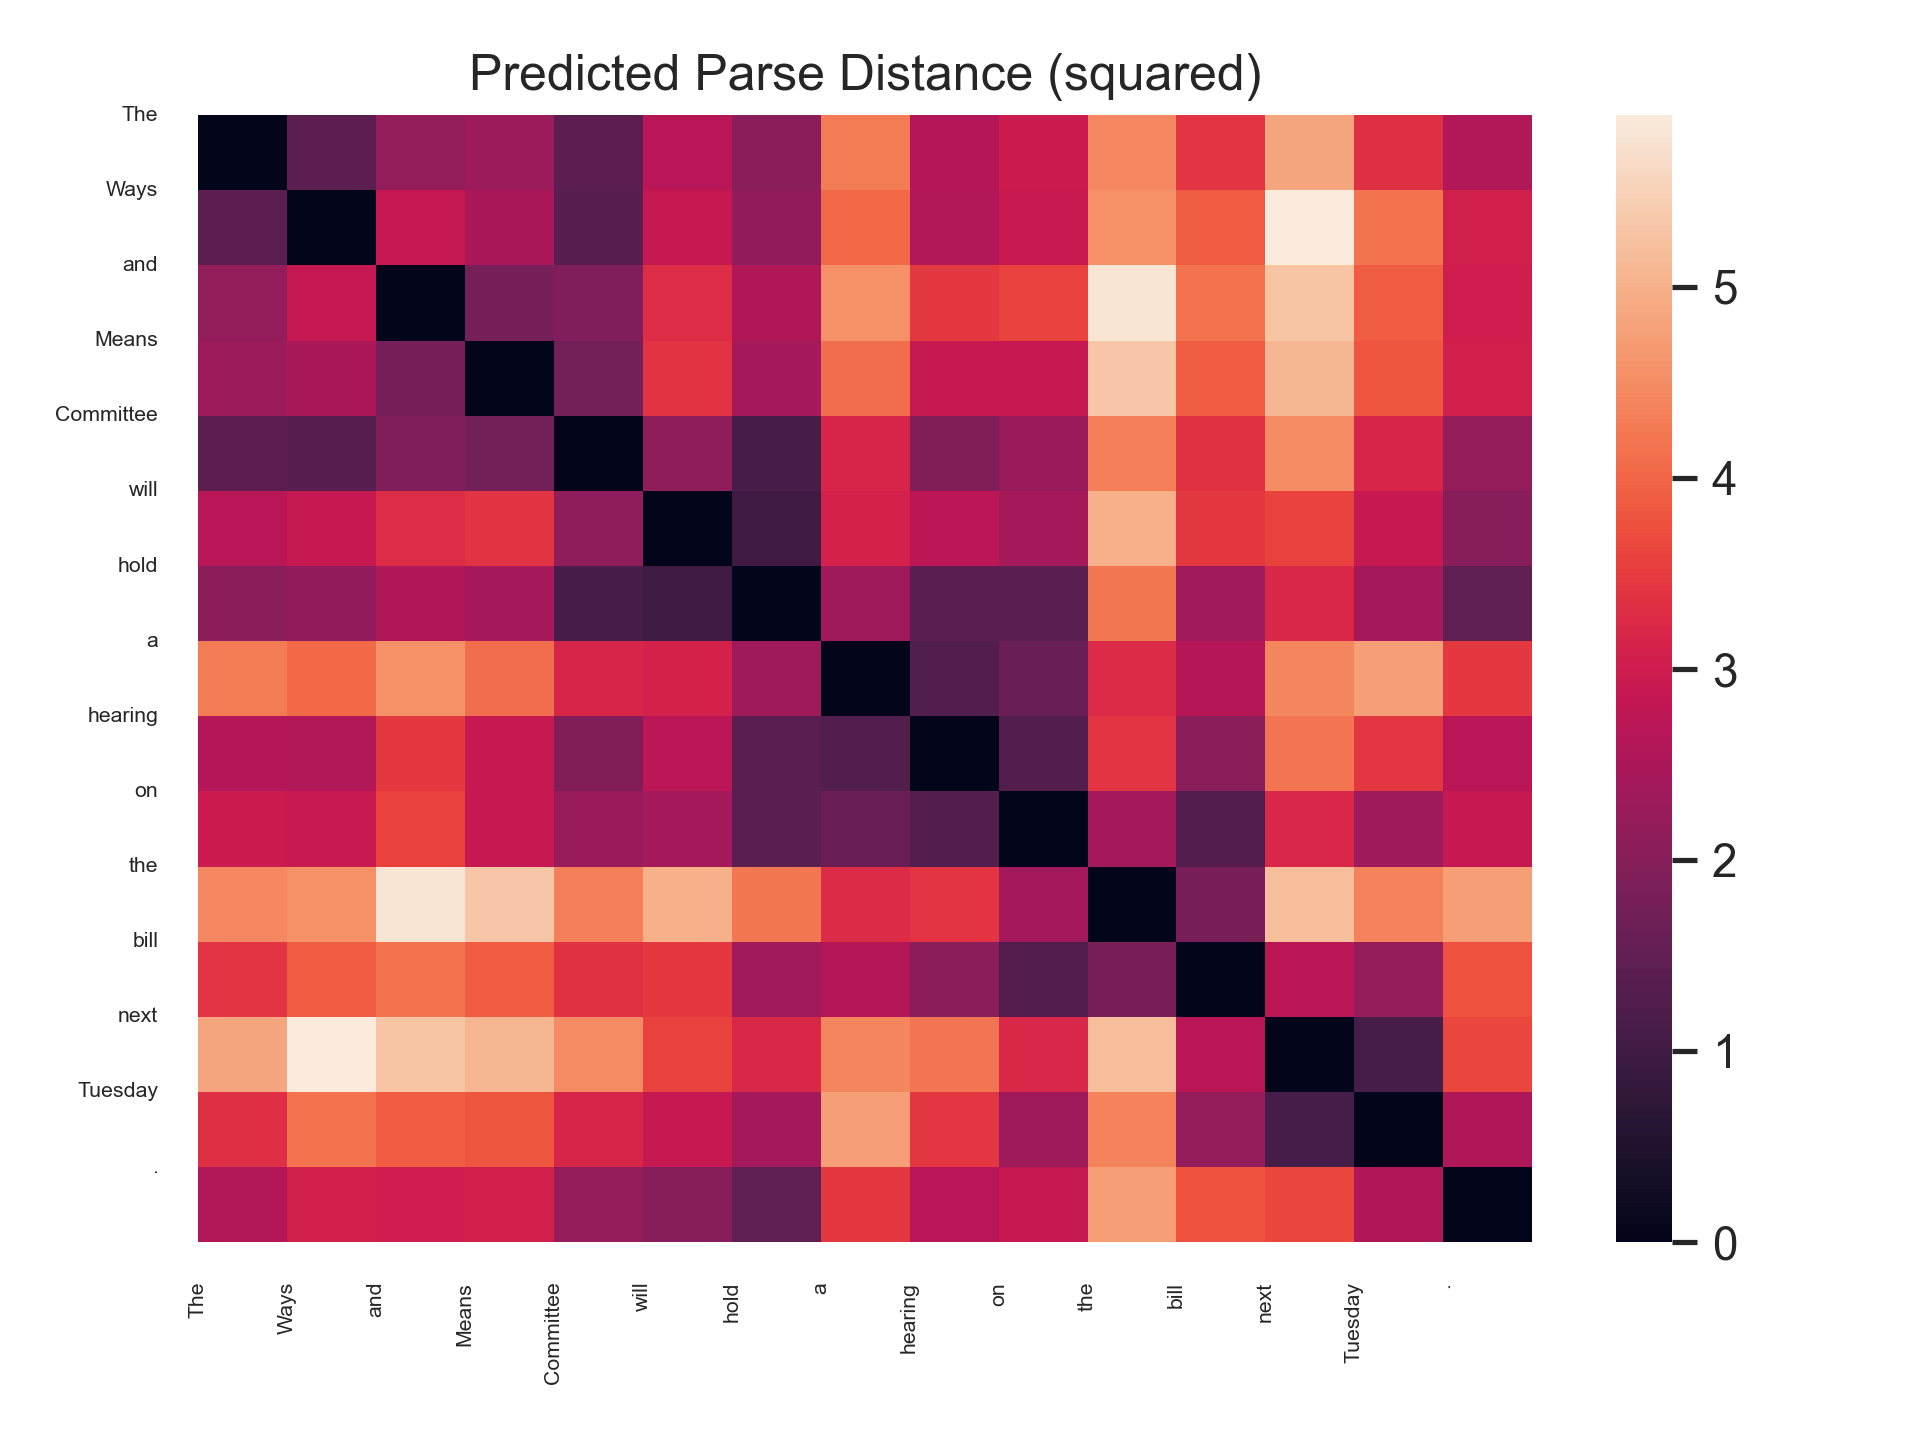 Predicted Parse Distance (squared)
The
Ways
and
Means
Committee
will
hold
a
hearing
on
the
bill
next
Tuesday
.
5
4
3
2
1
0
The
Ways
and
Means
Committee
will
hold
a
hearing
on
the
bill
next
Tuesday
.